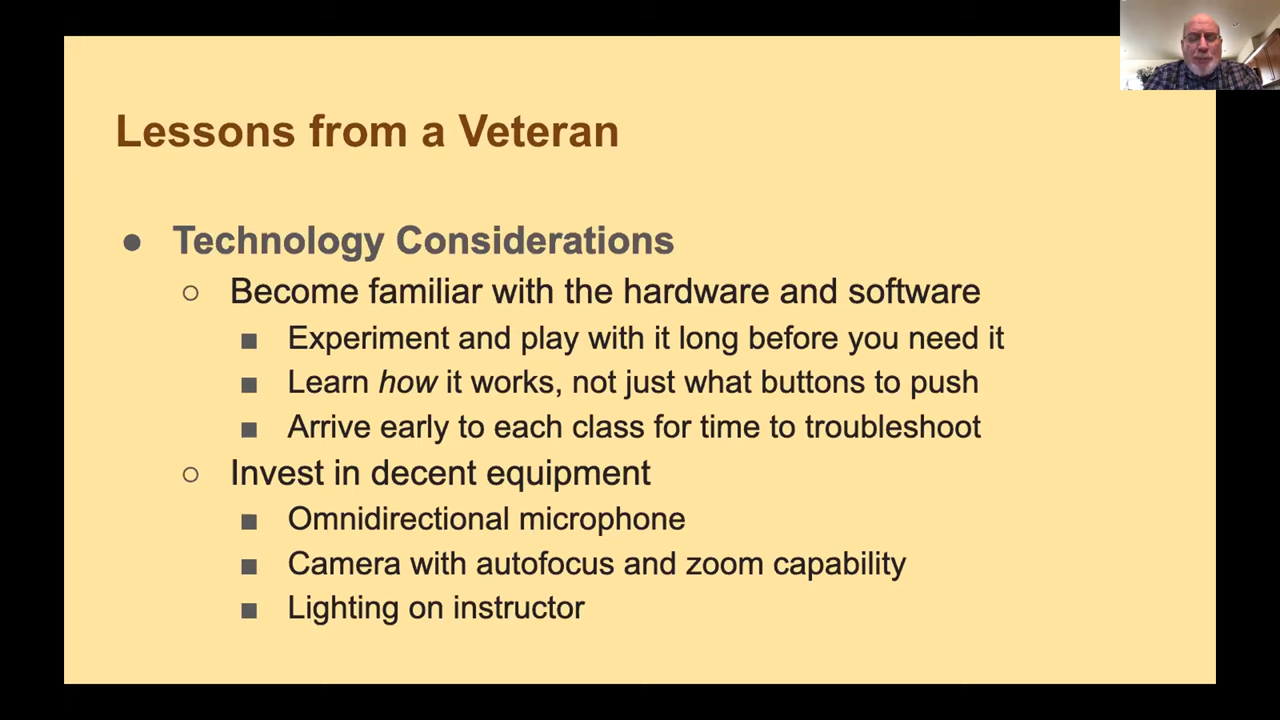 Lessons from a Veteran
● Technology Considerations
○ Become familiar with the hardware and software
■ Experiment and play with it long before you need it
■ Learn how it works, not just what buttons to push
■ Arrive early to each class for time to troubleshoot
○ Invest in decent equipment
■ Omnidirectional microphone
■ Camera with autofocus and zoom capability
■ Lighting on instructor